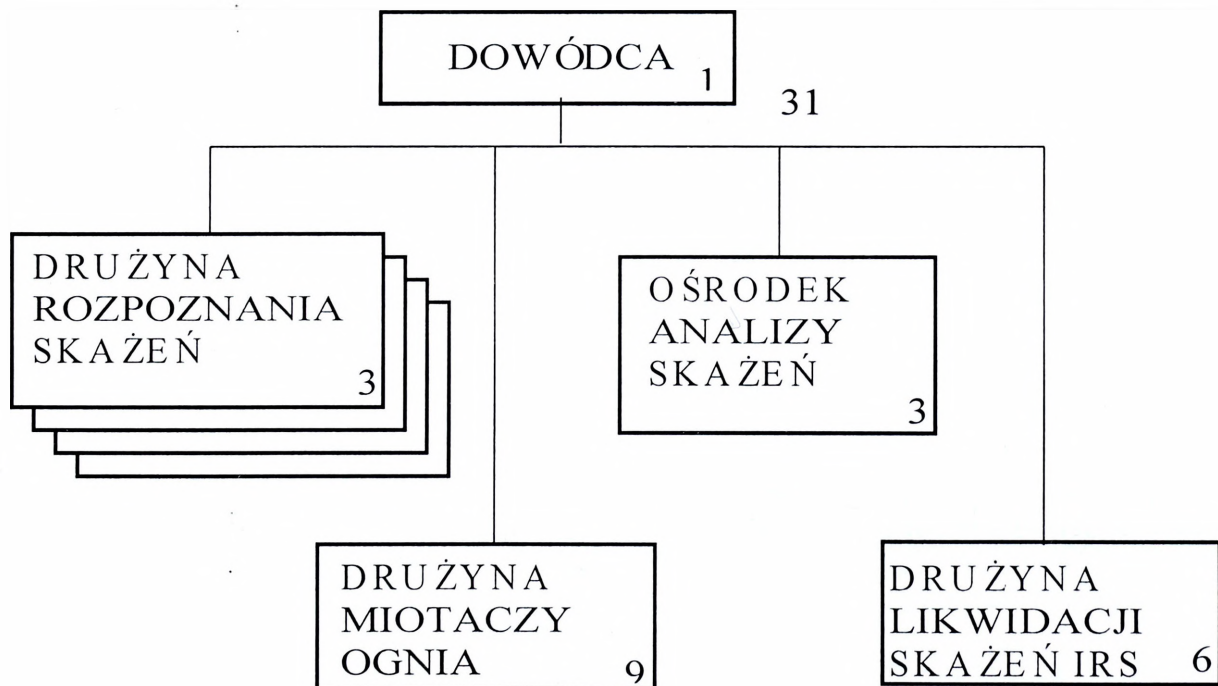 DOWÓDCA
1
31
DRUŻYNA
ROZPOZNANIA
SKAŻEŃ
3
OŚRODEK
ANALIZY
SKAŻEŃ
3
DRUŻYNA
MIOTACZY
OGNIA
9
DRUŻYNA
LIKWIDACJI
SKAŻEŃ IRS
6